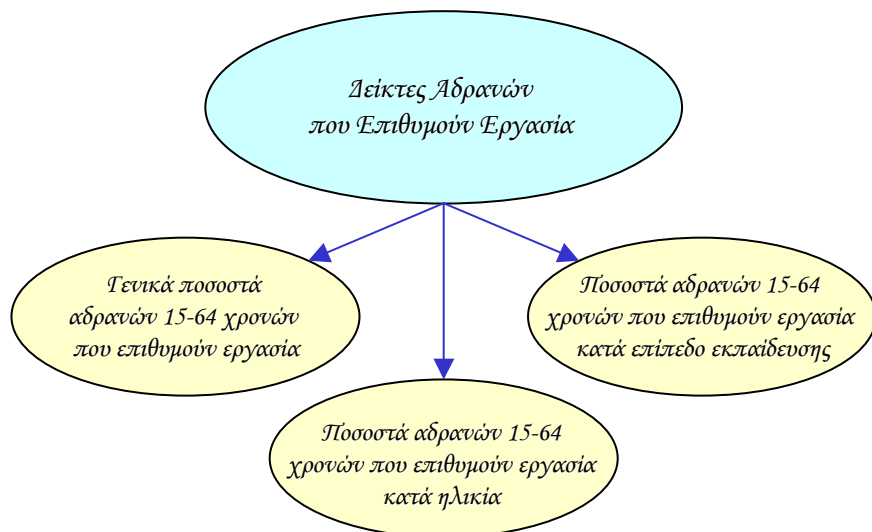 Δείκτες Αδρανών
που Επιθυμούν Εργασία
Γενικά ποσοστά
αδρανών 15-64 χρονών
που επιθυμούν εργασία
Ποσοστά αδρανών 15-64
χρονών που επιθυμούν εργασία
κατά επίπεδο εκπαίδευσης
Ποσοστά αδρανών 15-64
χρονών που επιθυμούν εργασία
κατά ηλικία